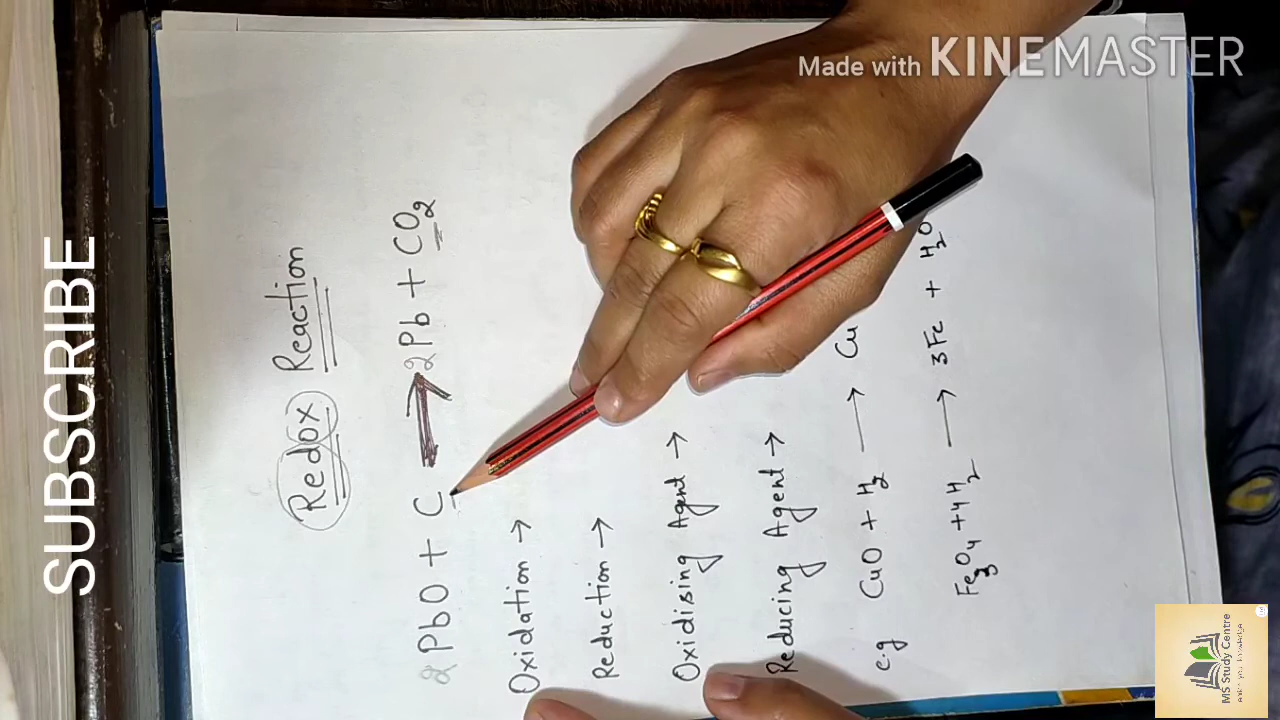 Made with KINEMASTER
SUBSCRIBE
Redox Reaction
2PbO + C → 2Pb + CO₂
Oxidation →
Reduction →
Oxidising Agent →
Reducing Agent →
e.g CuO + H₂ → Cu
Fe₃O₄ + 4H₂ → 3Fe + H₂O
MS Study Centre